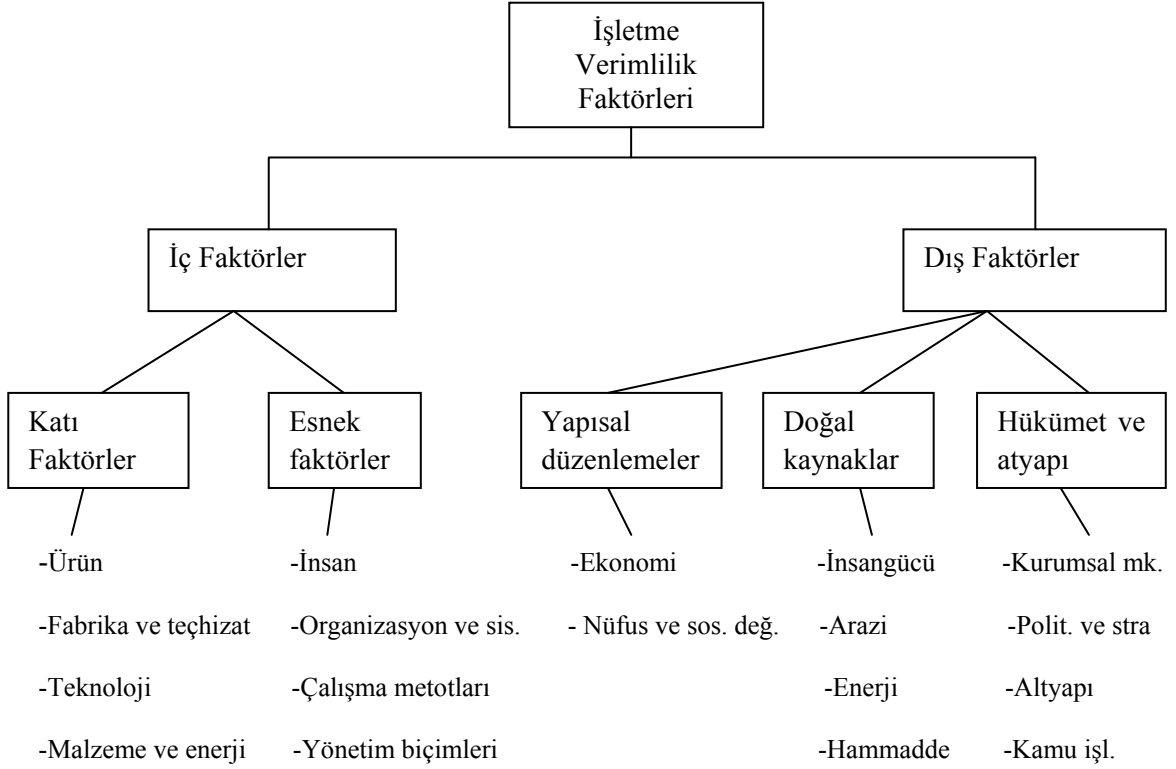 İşletme
Verimlilik
Faktörleri
İç Faktörler
Dış Faktörler
Katı
Faktörler
Esnek
faktörler
Yapısal
düzenlemeler
Doğal
kaynaklar
Hükümet ve
atyapı
-Ürün
-İnsan
-Ekonomi
-İnsangücü
-Kurumsal mk.
-Fabrika ve teçhizat
-Organizasyon ve sis.
- Nüfus ve sos. değ.
-Arazi
-Polit. ve stra
-Teknoloji
-Çalışma metotları
-Enerji
-Altyapı
-Malzeme ve enerji
-Yönetim biçimleri
-Hammadde
-Kamu işl.